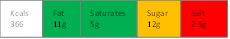 Kcals Fat Saturates Sugar Salt
366 11g 5g 12g 2.5g